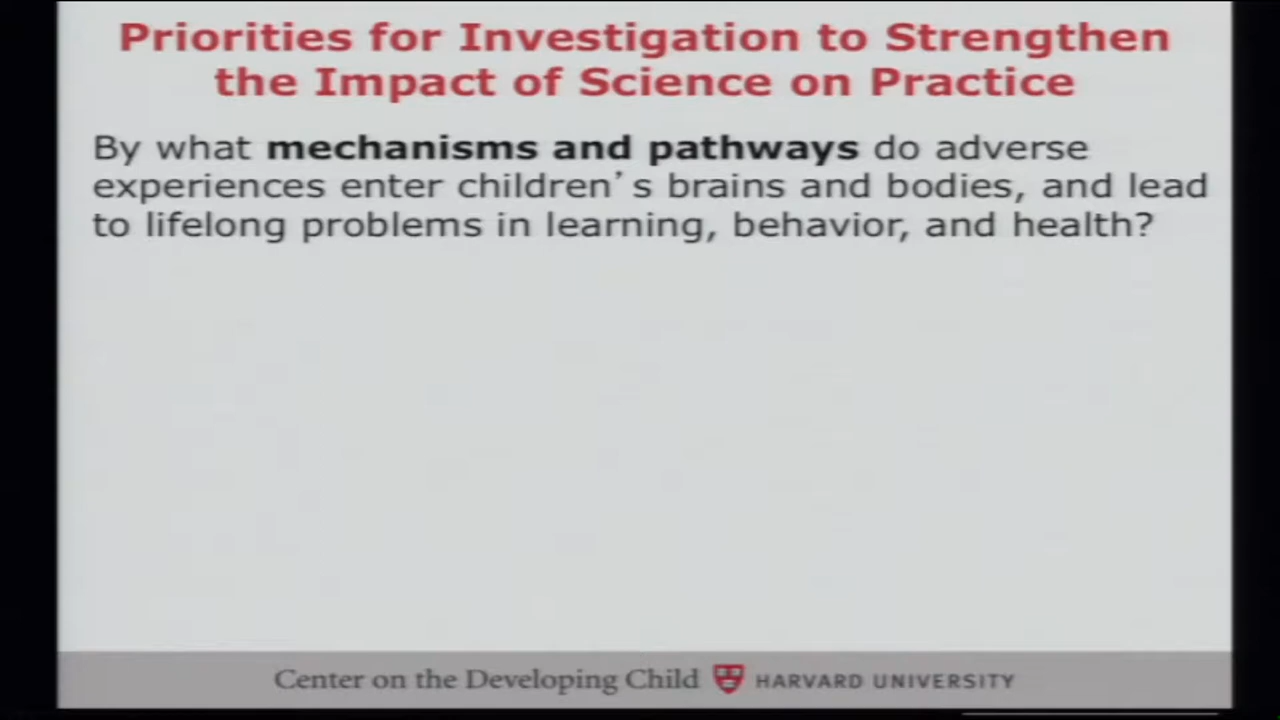 Priorities for Investigation to Strengthen
the Impact of Science on Practice
By what mechanisms and pathways do adverse
experiences enter children's brains and bodies, and lead
to lifelong problems in learning, behavior, and health?
Center on the Developing Child HARVARD UNIVERSITY